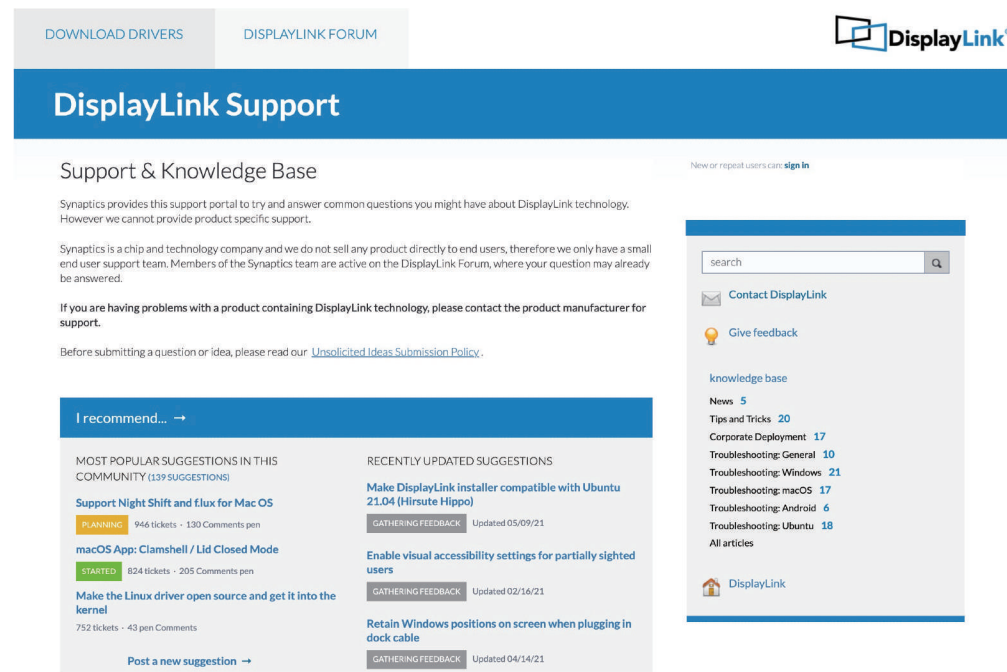 DOWNLOAD DRIVERS
DISPLAYLINK FORUM
DisplayLink
DisplayLink Support
Support & Knowledge Base
New or repeat users can: sign in
Synaptics provides this support portal to try and answer common questions you might have about DisplayLink technology.
However we cannot provide product specific support.
Synaptics is a chip and technology company and we do not sell any product directly to end users, therefore we only have a small
end user support team. Members of the Synaptics team are active on the DisplayLink Forum, where your question may already
be answered.
If you are having problems with a product containing DisplayLink technology, please contact the product manufacturer for
support.
Before submitting a question or idea, please read our Unsolicited Ideas Submission Policy .
I recommend... →
MOST POPULAR SUGGESTIONS IN THIS
COMMUNITY (139 SUGGESTIONS)
Support Night Shift and f.lux for Mac OS
PLANNING 946 tickets - 130 Comments pen
macOS App: Clamshell / Lid Closed Mode
STARTED 824 tickets - 205 Comments pen
Make the Linux driver open source and get it into the
kernel
752 tickets - 43 pen Comments
Post a new suggestion →
RECENTLY UPDATED SUGGESTIONS
Make DisplayLink installer compatible with Ubuntu
21.04 (Hirsute Hippo)
GATHERING FEEDBACK Updated 05/09/21
Enable visual accessibility settings for partially sighted
users
GATHERING FEEDBACK Updated 02/16/21
Retain Windows positions on screen when plugging in
dock cable
GATHERING FEEDBACK Updated 04/14/21
search
Contact DisplayLink
Give feedback
knowledge base
News 5
Tips and Tricks 20
Corporate Deployment 17
Troubleshooting: General 10
Troubleshooting: Windows 21
Troubleshooting: macOS 17
Troubleshooting: Android 6
Troubleshooting: Ubuntu 18
All articles
DisplayLink